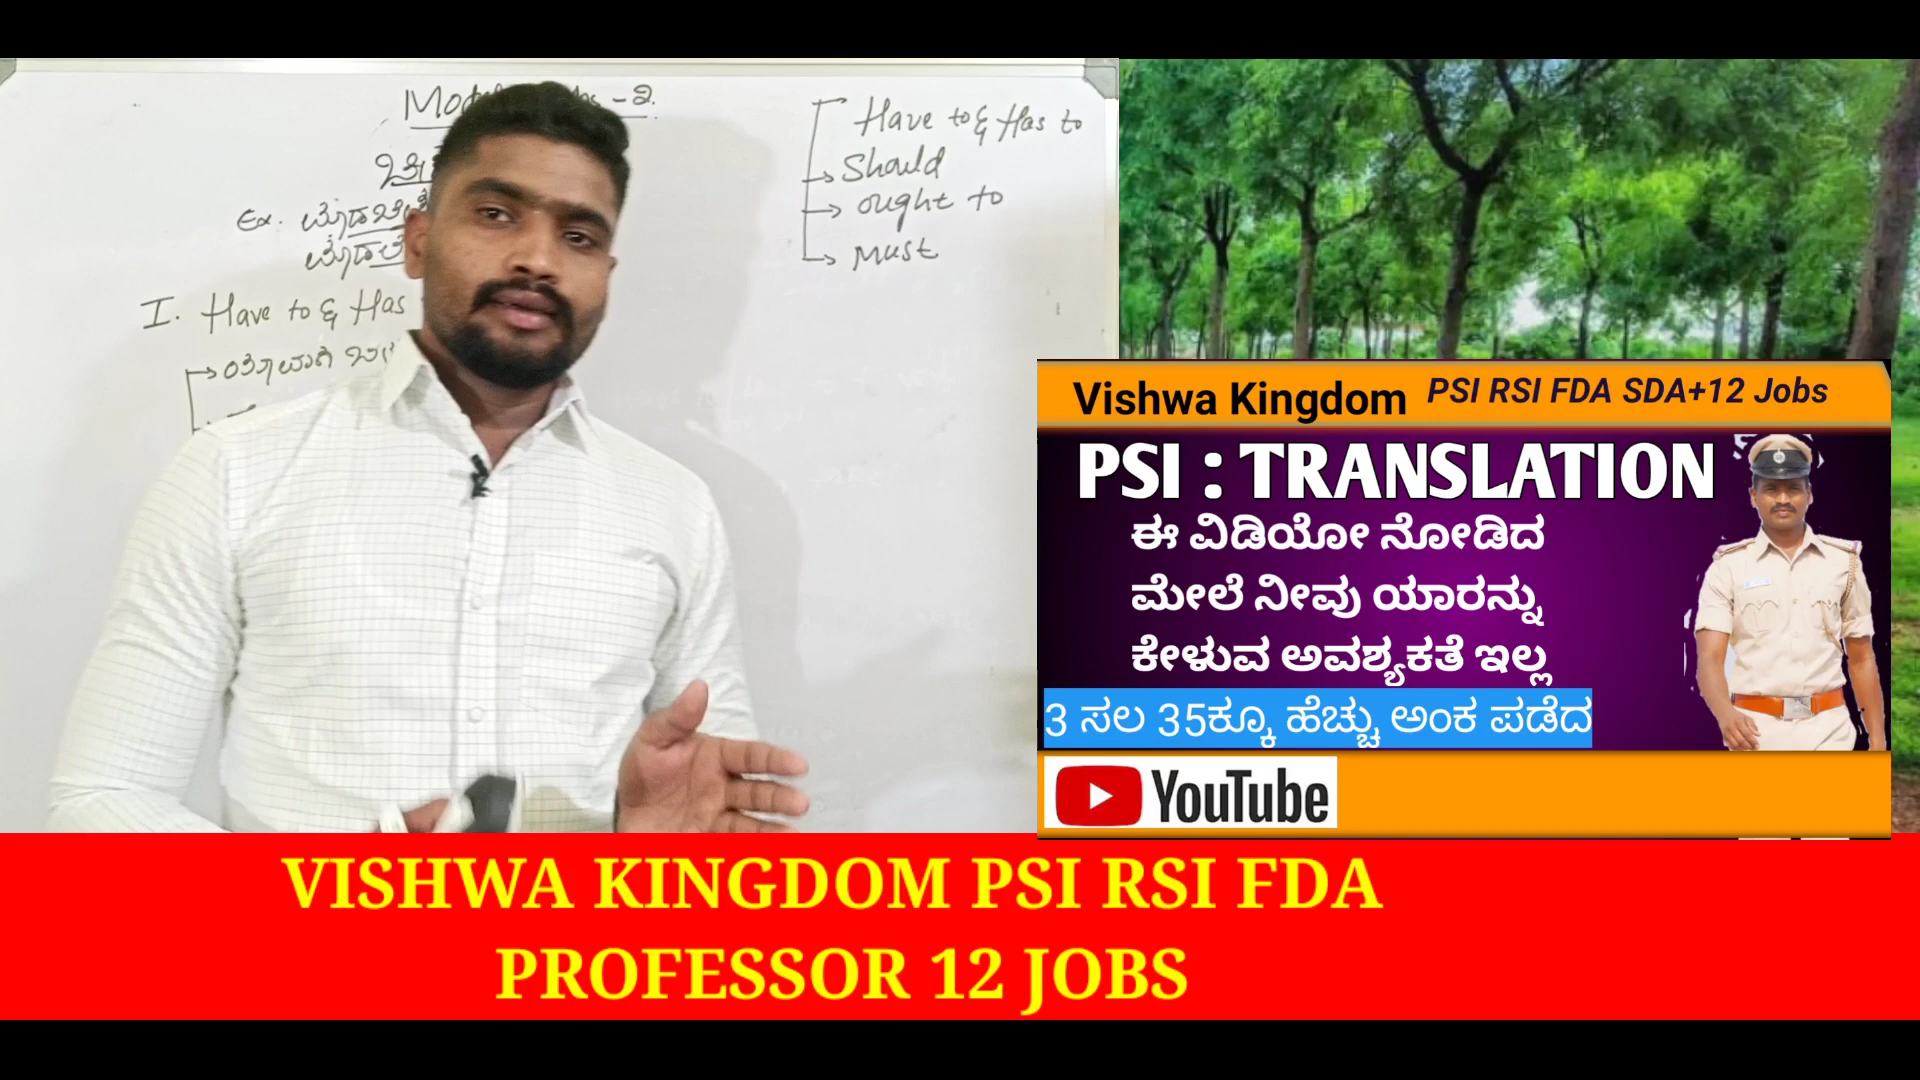 Have to & Has to
Should
ought to
Must
Ex.
I. Have to & Has
Vishwa Kingdom PSI RSI FDA SDA+12 Jobs
PSI : TRANSLATION
ಈ ವಿಡಿಯೋ ನೋಡಿದ
ಮೇಲೆ ನೀವು ಯಾರನ್ನು
ಕೇಳುವ ಅವಶ್ಯಕತೆ ಇಲ್ಲ
3 ಸಲ 35ಕ್ಕೂ ಹೆಚ್ಚು ಅಂಕ ಪಡೆದ
YouTube
VISHWA KINGDOM PSI RSI FDA
PROFESSOR 12 JOBS